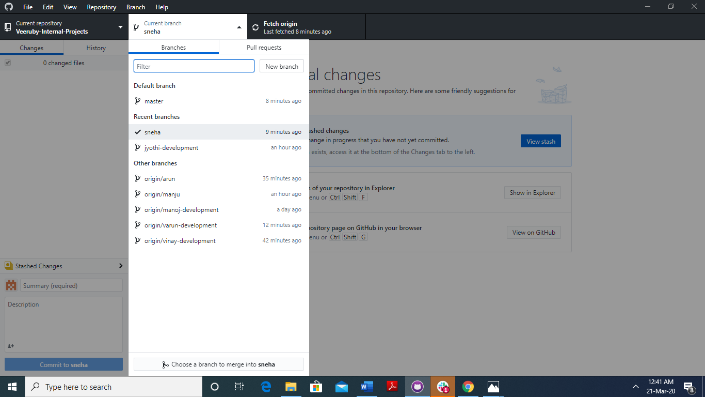 File Edit View Repository Branch Help
Current repository
Veeruby-Internal-Projects
Current branch
sneha
Fetch origin
Last fetched 8 minutes ago
Changes
History
0 changed files
Branches
Pull requests
Filter
New branch
Default branch
master 8 minutes ago
Recent branches
sneha 9 minutes ago
jyothi-development an hour ago
Other branches
origin/arun 35 minutes ago
origin/manju an hour ago
origin/manoj-development a day ago
origin/varun-development 12 minutes ago
origin/vinay-development 42 minutes ago
Choose a branch to merge into sneha
al changes
ommitted changes in this repository. Here are some friendly suggestions for
tashed changes
change in progress that you have not yet committed.
exists, access it at the bottom of the Changes tab to the left.
View stash
of your repository in Explorer
enu or Ctrl Shift F
Show in Explorer
pository page on GitHub in your browser
enu or Ctrl Shift G
View on GitHub
Stashed Changes
Summary (required)
Description
Commit to sneha
Type here to search
12:41 AM
21-Mar-20